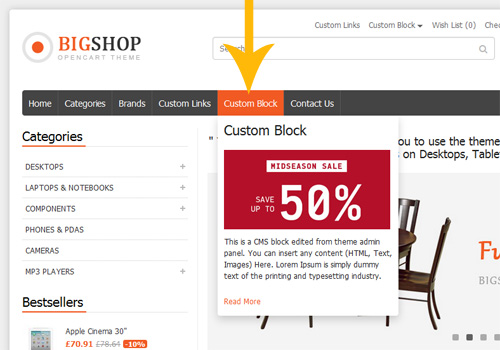 Custom Links Custom Block Wish List (0)
BIGSHOP
OPENCART THEME
Home Categories Brands Custom Links Custom Block Contact Us
Categories
DESKTOPS
LAPTOPS & NOTEBOOKS
COMPONENTS
PHONES & PDAS
CAMERAS
MP3 PLAYERS
Bestsellers
Apple Cinema 30"
£70.91 £78.64 -10%
Custom Block
MIDSEASON SALE
SAVE
UP TO
50%
This is a CMS block edited from theme admin
panel. You can insert any content (HTML, Text,
Images) Here. Lorem Ipsum is simply dummy
text of the printing and typesetting industry.
Read More
ou to use the theme
on Desktops, Table